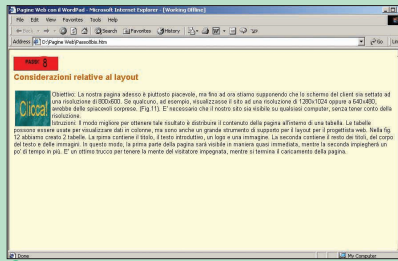 Pagine Web con il WordPad - Microsoft Internet Explorer - [Working Offline]
File Edit View Favorites Tools Help
Back Search Favorites History
Address D:\Pagine Web\Passo8bis.htm Go
PASSO 8
Considerazioni relative al layout
Clicca!
Obiettivo: La nostra pagina adesso è piuttosto piacevole, ma fino ad ora stiamo supponendo che lo schermo del client sia settato ad
una risoluzione di 800x600. Se qualcuno, ad esempio, visualizzasse il sito ad una risoluzione di 1280x1024 oppure a 640x480,
avrebbe delle spiacevoli sorprese. [Fig.11]. E' necessario che il nostro sito sia visibile su qualsiasi computer, senza tener conto della
risoluzione.
Istruzioni: Il modo migliore per ottenere tale risultato è distribuire il contenuto della pagina all'interno di una tabella. Le tabelle
possono essere usate per visualizzare dati in colonne, ma sono anche un grande strumento di supporto per il layout per il progettista web. Nella fig.
12 abbiamo creato 2 tabelle. La prima contiene il titolo, il testo introduttivo, un logo e una immagine. La seconda contiene il resto dei titoli, del corpo
del testo e delle immagini. In questo modo, la prima parte della pagina sarà visibile in maniera quasi immediata, mentre la seconda impiegherà un
po' di tempo in più. E' un ottimo trucco per tenere la mente del visitatore impegnata, mentre si termina il caricamento della pagina.
Done My Computer